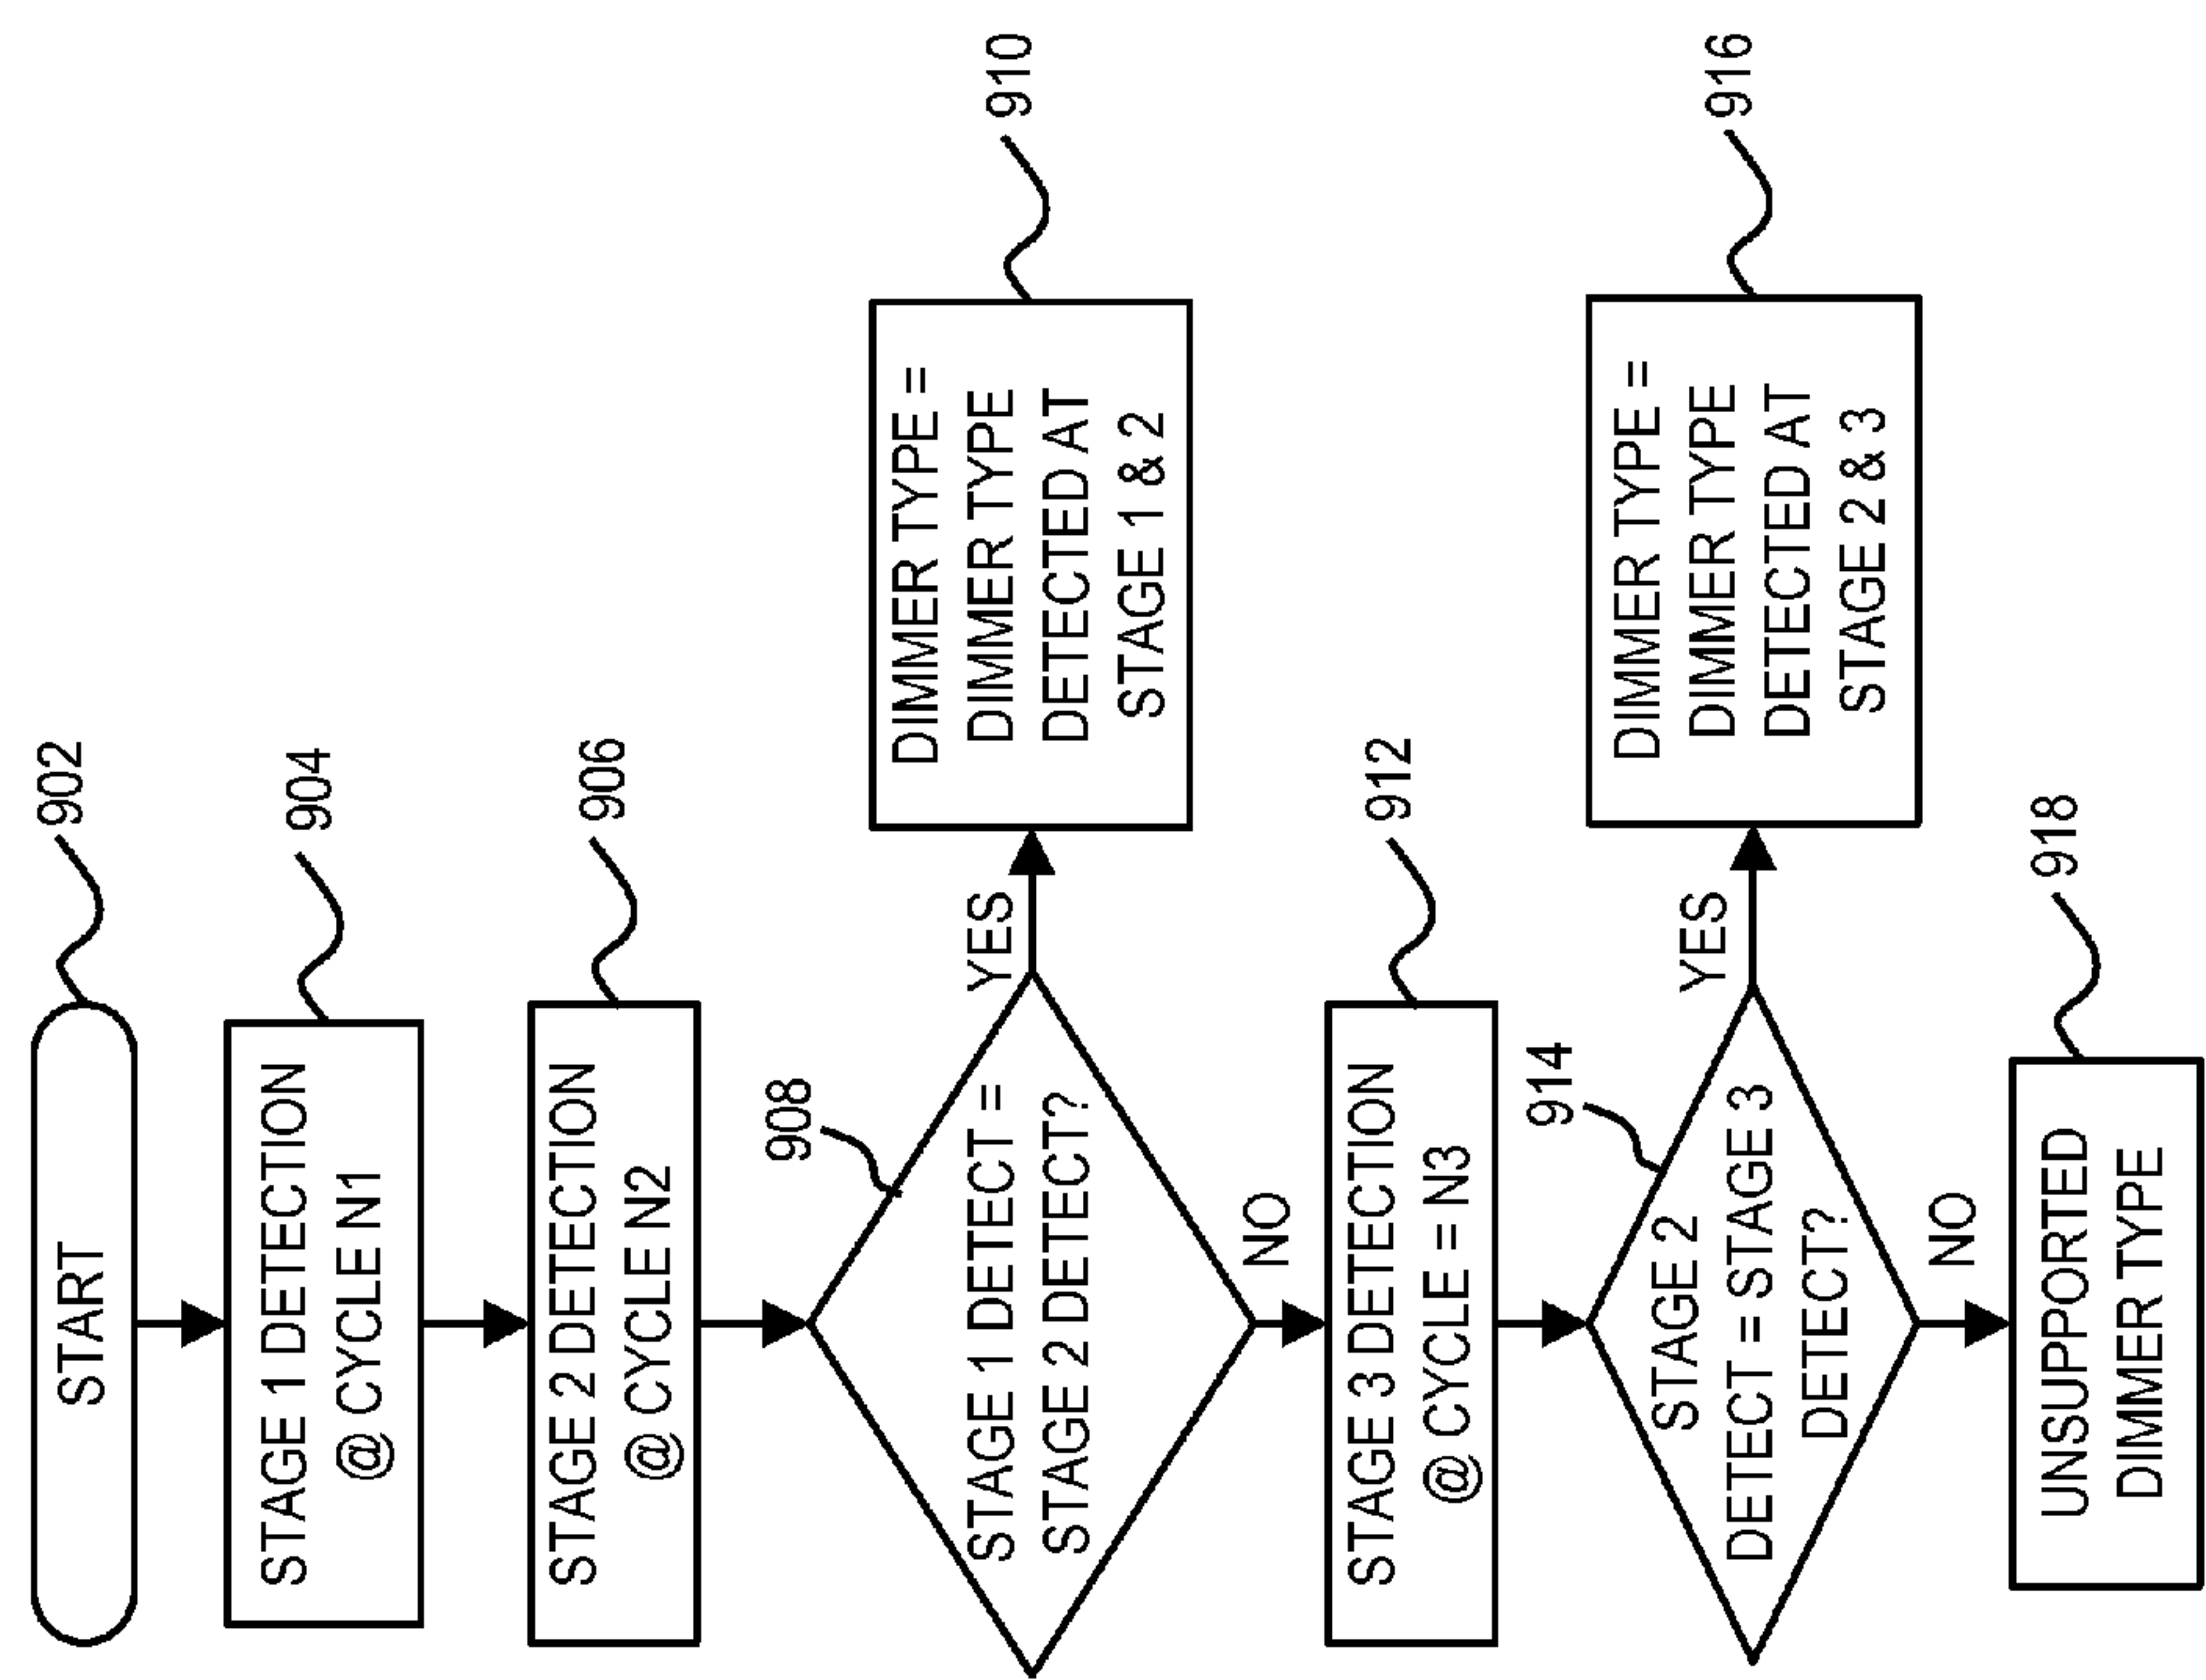 START
902
STAGE 1 DETECTION
@ CYCLE N1
904
STAGE 2 DETECTION
@ CYCLE N2
906
908
STAGE 1 DETECT =
STAGE 2 DETECT?
YES
DIMMER TYPE =
DIMMER TYPE
DETECTED AT
STAGE 1 & 2
910
NO
STAGE 3 DETECTION
@ CYCLE = N3
912
914
STAGE 2
DETECT = STAGE 3
DETECT?
YES
DIMMER TYPE =
DIMMER TYPE
DETECTED AT
STAGE 2 & 3
916
NO
UNSUPPORTED
DIMMER TYPE
918